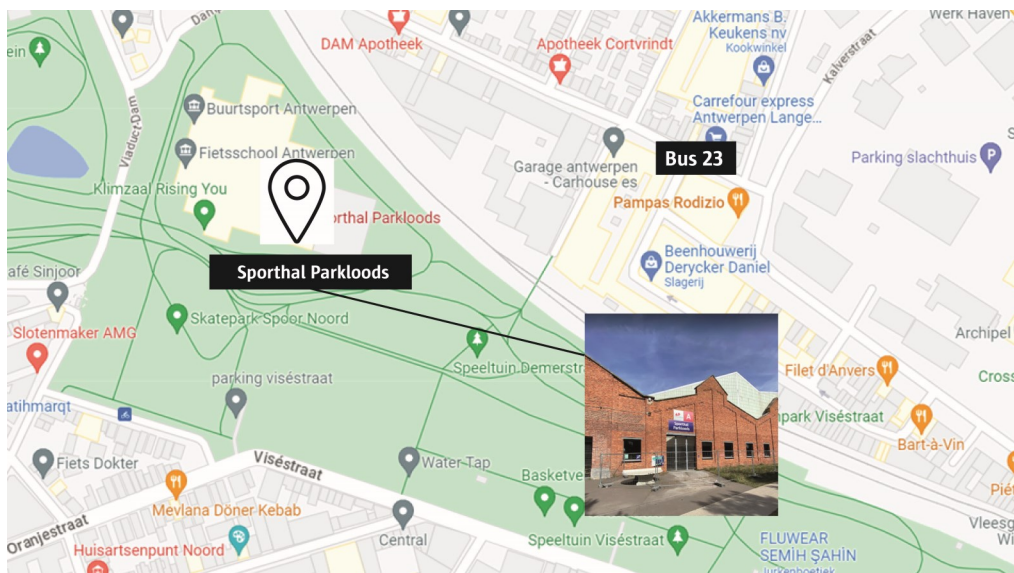 Werk Haven
Akkermans B.
Keukens nv
Kookwinkel
DAM Apotheek
Apotheek Cortvrindt
Kalverstraat
Viaduct-Dam
Buurtsport Antwerpen
Carrefour express
Antwerpen Lange...
Fietsschool Antwerpen
Garage antwerpen
- Carhouse es
Bus 23
Parking slachthuis
P
Klimzaal Rising You
Pampas Rodizio
Sporthal Parkloods
Beenhouwerij
Derycker Daniel
Slagerij
Sinjoor
Skatepark Spoor Noord
Slotenmaker AMG
Archipel
Speeltuin Demerstra
Filet d'Anvers
parking viséstraat
Sporthal
Parkloods
A
Viséstraat
Bart-à-Vin
Fiets Dokter
Viséstraat
Water Tap
Mevlana Döner Kebab
Oranjestraat
Central
Speeltuin Viséstraat
FLUWEAR
SEMİH ŞAHİN
Huisartsenpunt Noord